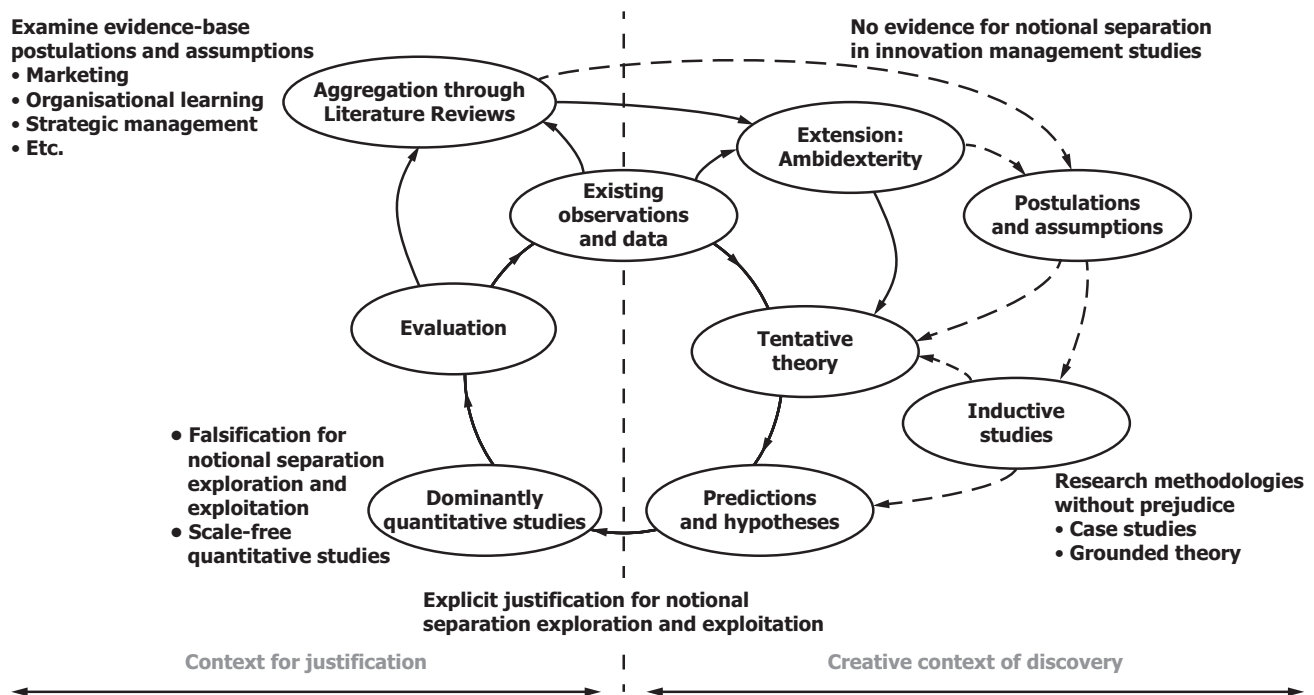 Examine evidence-base
postulations and assumptions
• Marketing
• Organisational learning
• Strategic management
• Etc.
No evidence for notional separation
in innovation management studies
Aggregation through
Literature Reviews
Extension:
Ambidexterity
Existing
observations
and data
Postulations
and assumptions
Evaluation
Tentative
theory
Inductive
studies
• Falsification for
notional separation
exploration and
exploitation
• Scale-free
quantitative studies
Dominantly
quantitative studies
Predictions
and hypotheses
Research methodologies
without prejudice
• Case studies
• Grounded theory
Explicit justification for notional
separation exploration and exploitation
Context for justification
Creative context of discovery